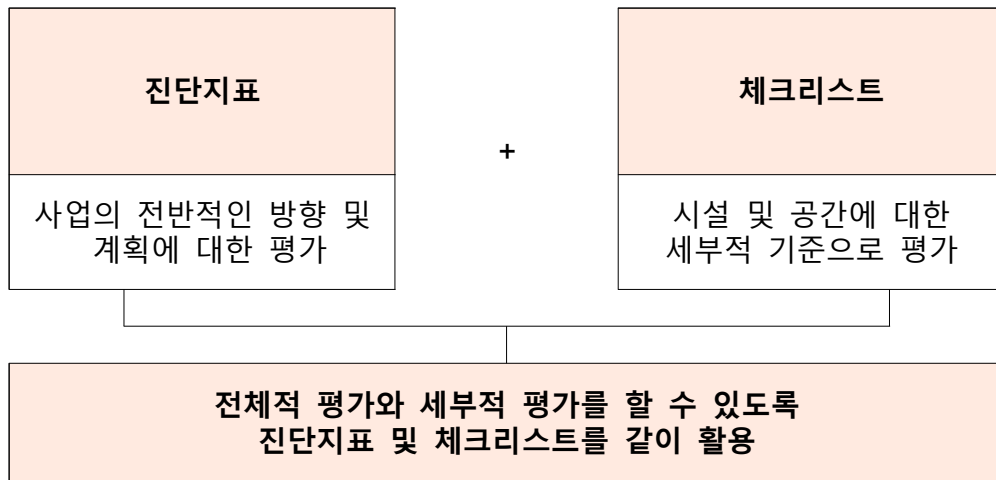 진단지표
체크리스트
+
사업의 전반적인 방향 및
계획에 대한 평가
시설 및 공간에 대한
세부적 기준으로 평가
전체적 평가와 세부적 평가를 할 수 있도록
진단지표 및 체크리스트를 같이 활용